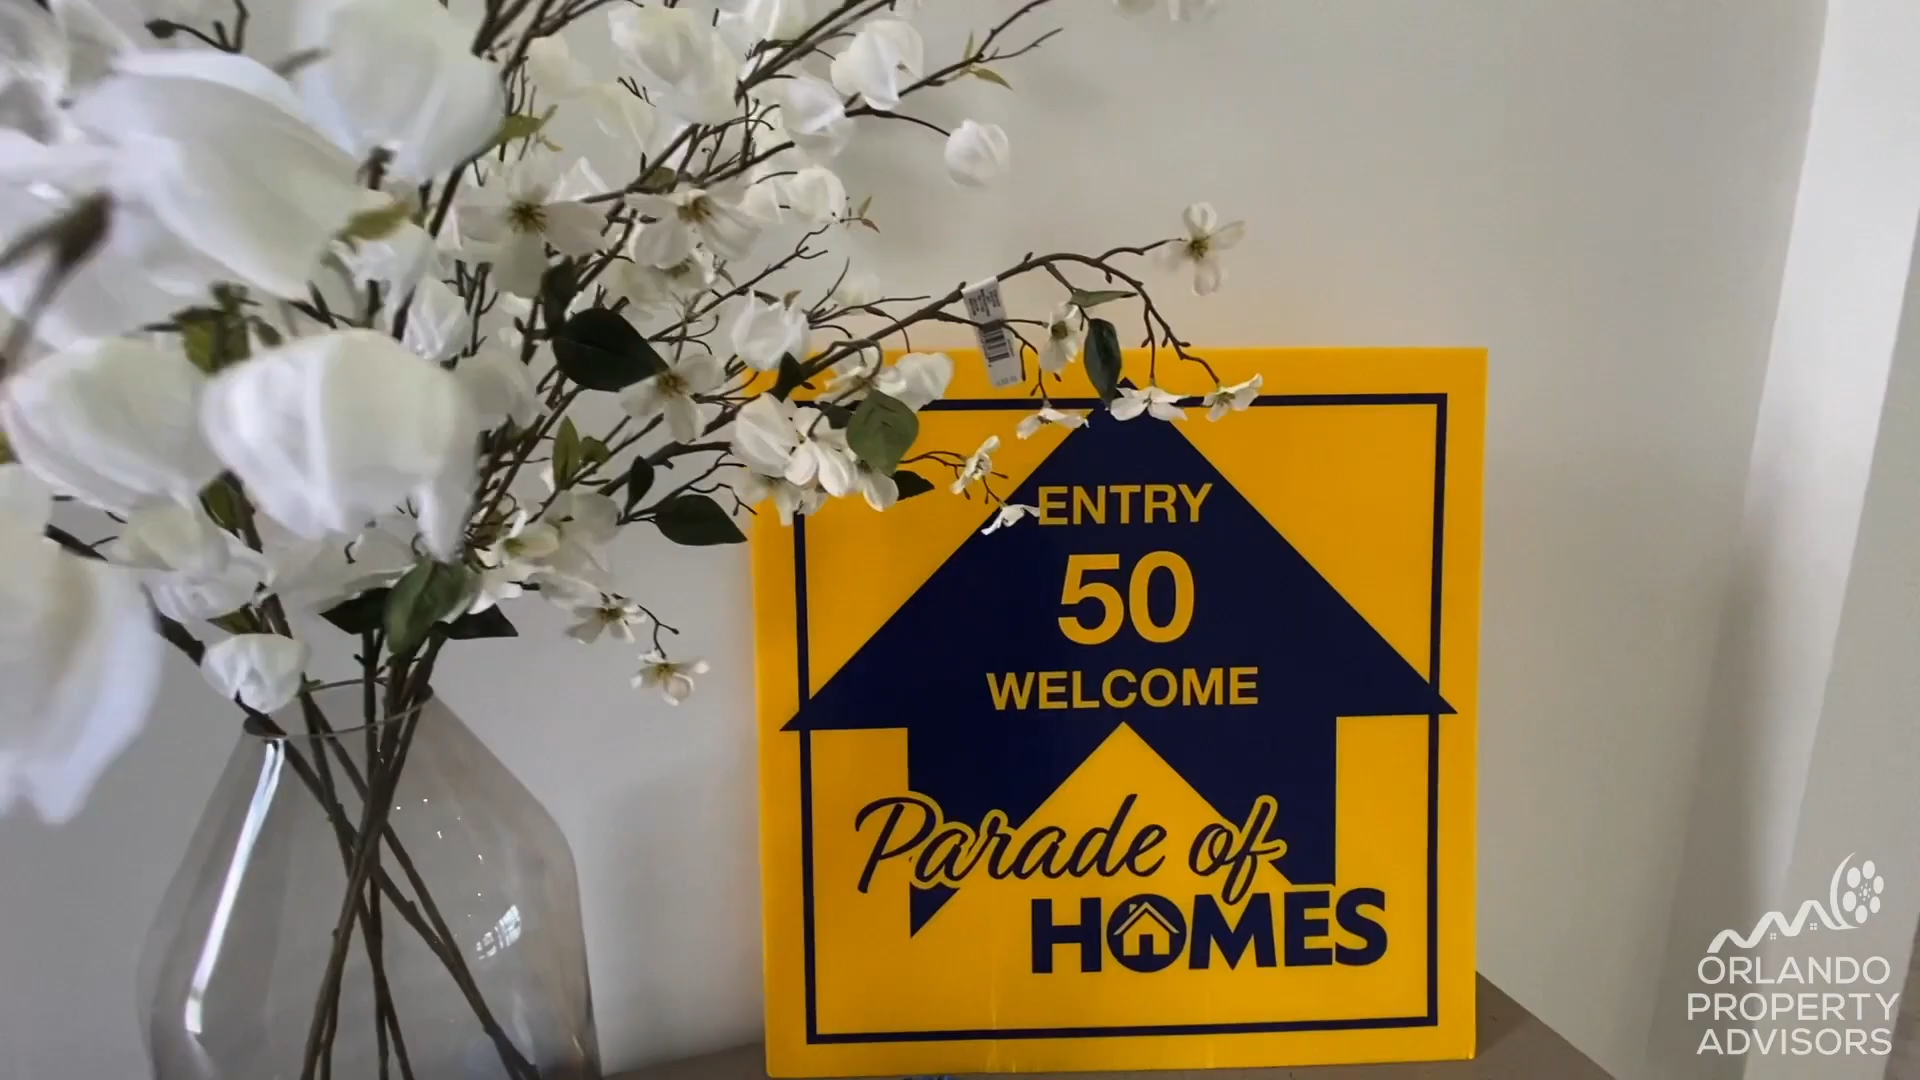 ENTRY
50
WELCOME
Parade of
HOMES
ORLANDO
PROPERTY
ADVISORS